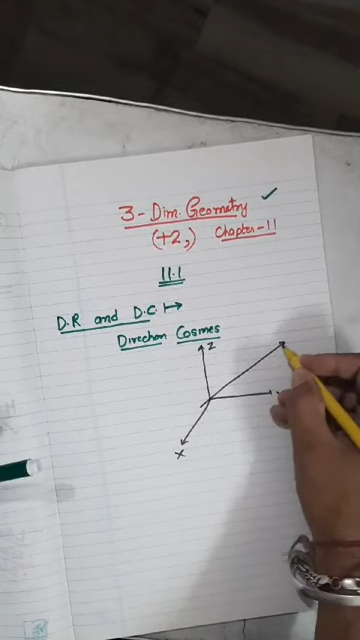 3-Dim. Geometry ✓
(+2,) Chapter-11
11.1
D.R and D.C. ↦
Direction Cosines
Z
X